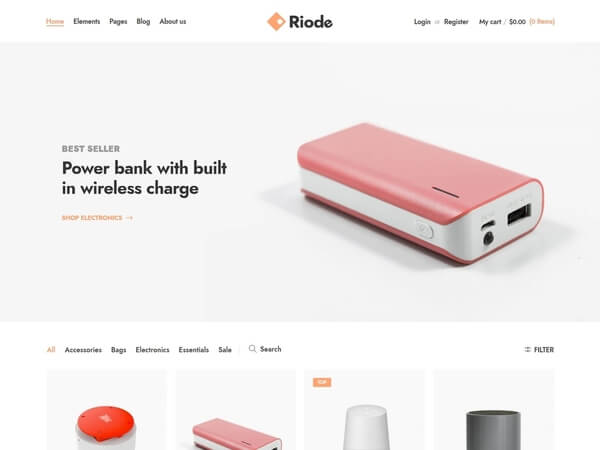 Home Elements Pages Blog About us
Riode
Login or Register My cart / $0.00 (0 Items)
BEST SELLER
Power bank with built
in wireless charge
SHOP ELECTRONICS →
All Accessories Bags Electronics Essentials Sale Search FILTER
TOP